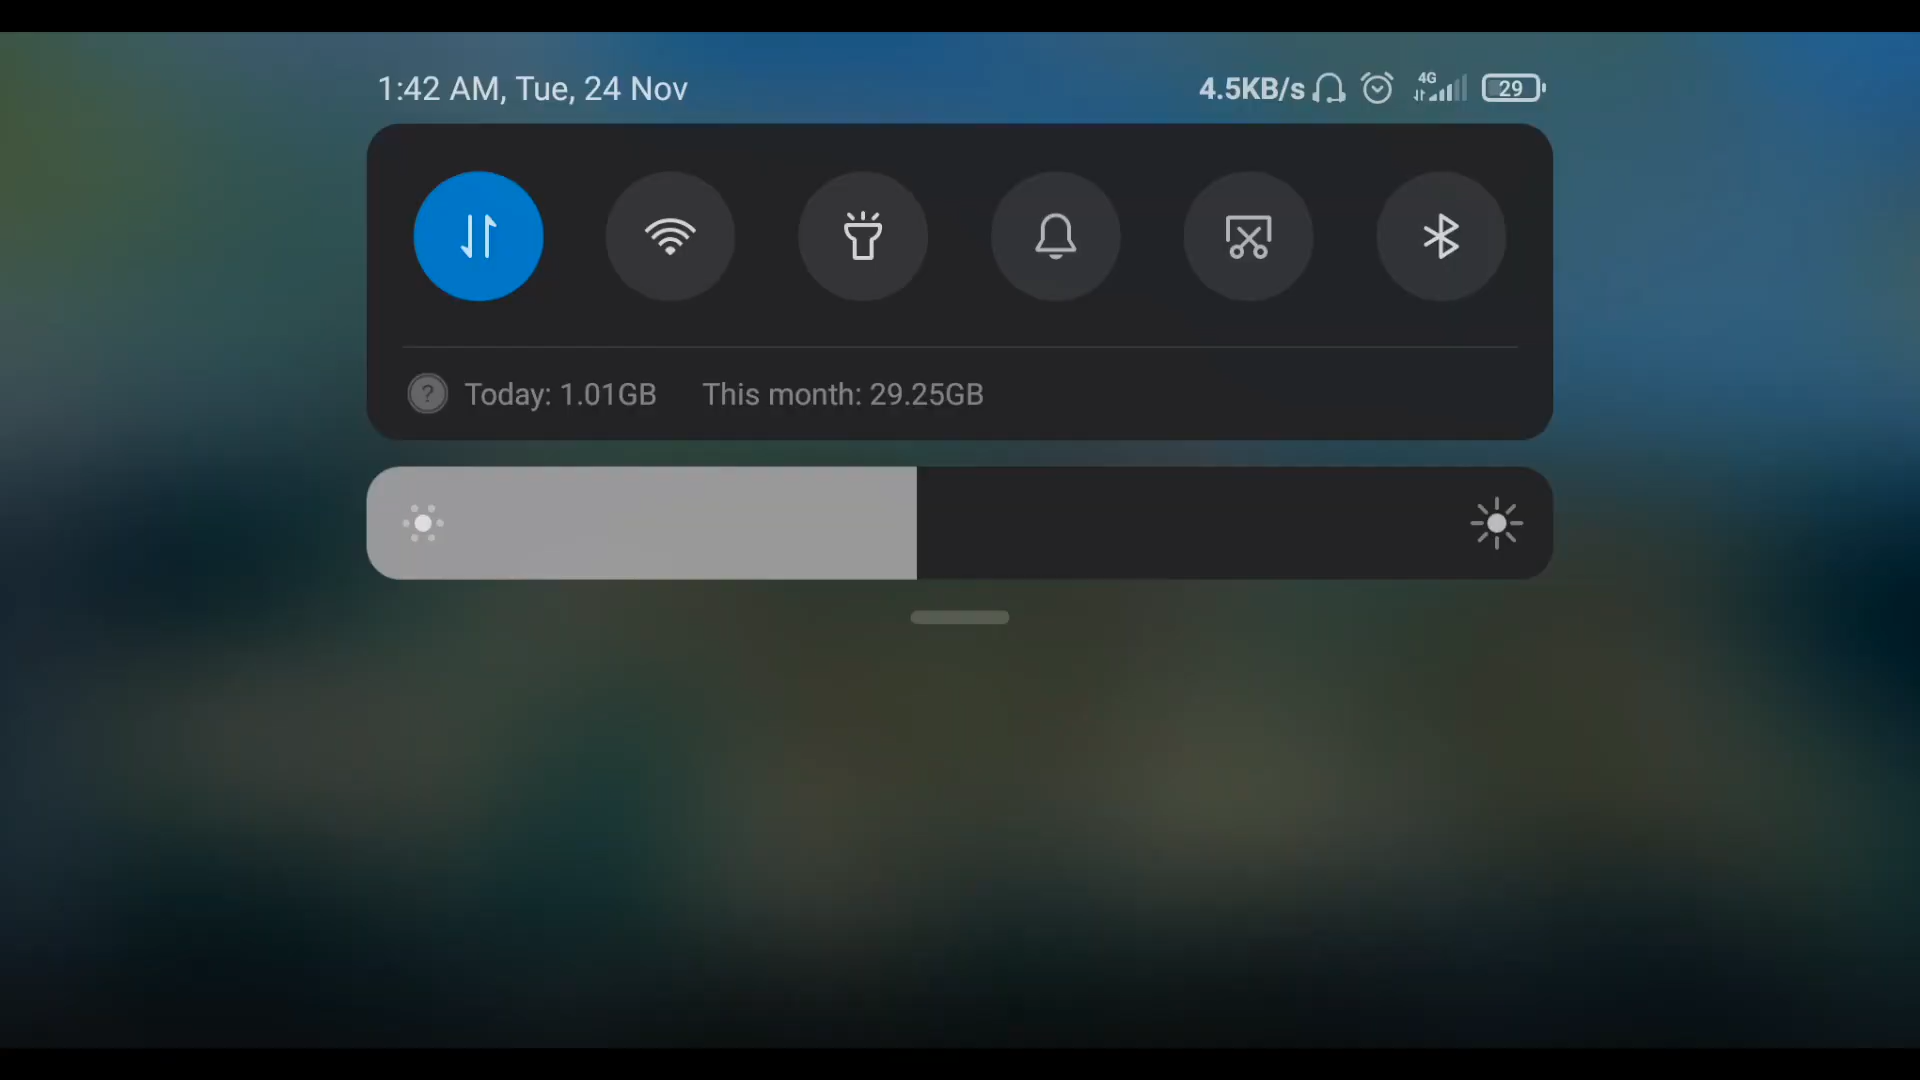 1:42 AM, Tue, 24 Nov
4.5KB/s 4G 29
? Today: 1.01GB This month: 29.25GB